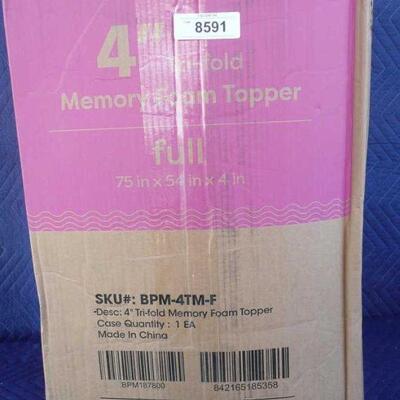 8591
4" Tri-fold
Memory Foam Topper
full
75 in x 54 in x 4 in
SKU#: BPM-4TM-F
Desc: 4" Tri-fold Memory Foam Topper
Case Quantity : 1 EA
Made In China
BPM187800
842165185358